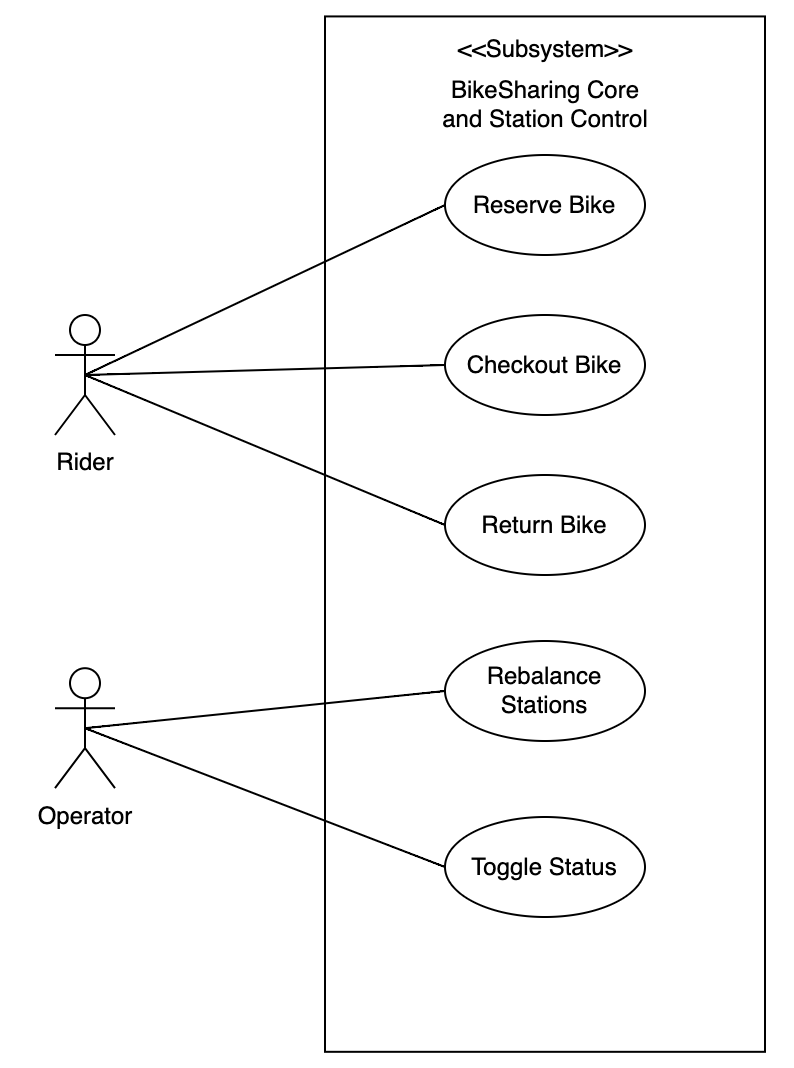 <<Subsystem>>
BikeSharing Core
and Station Control
Reserve Bike
Checkout Bike
Rider
Return Bike
Rebalance
Stations
Operator
Toggle Status